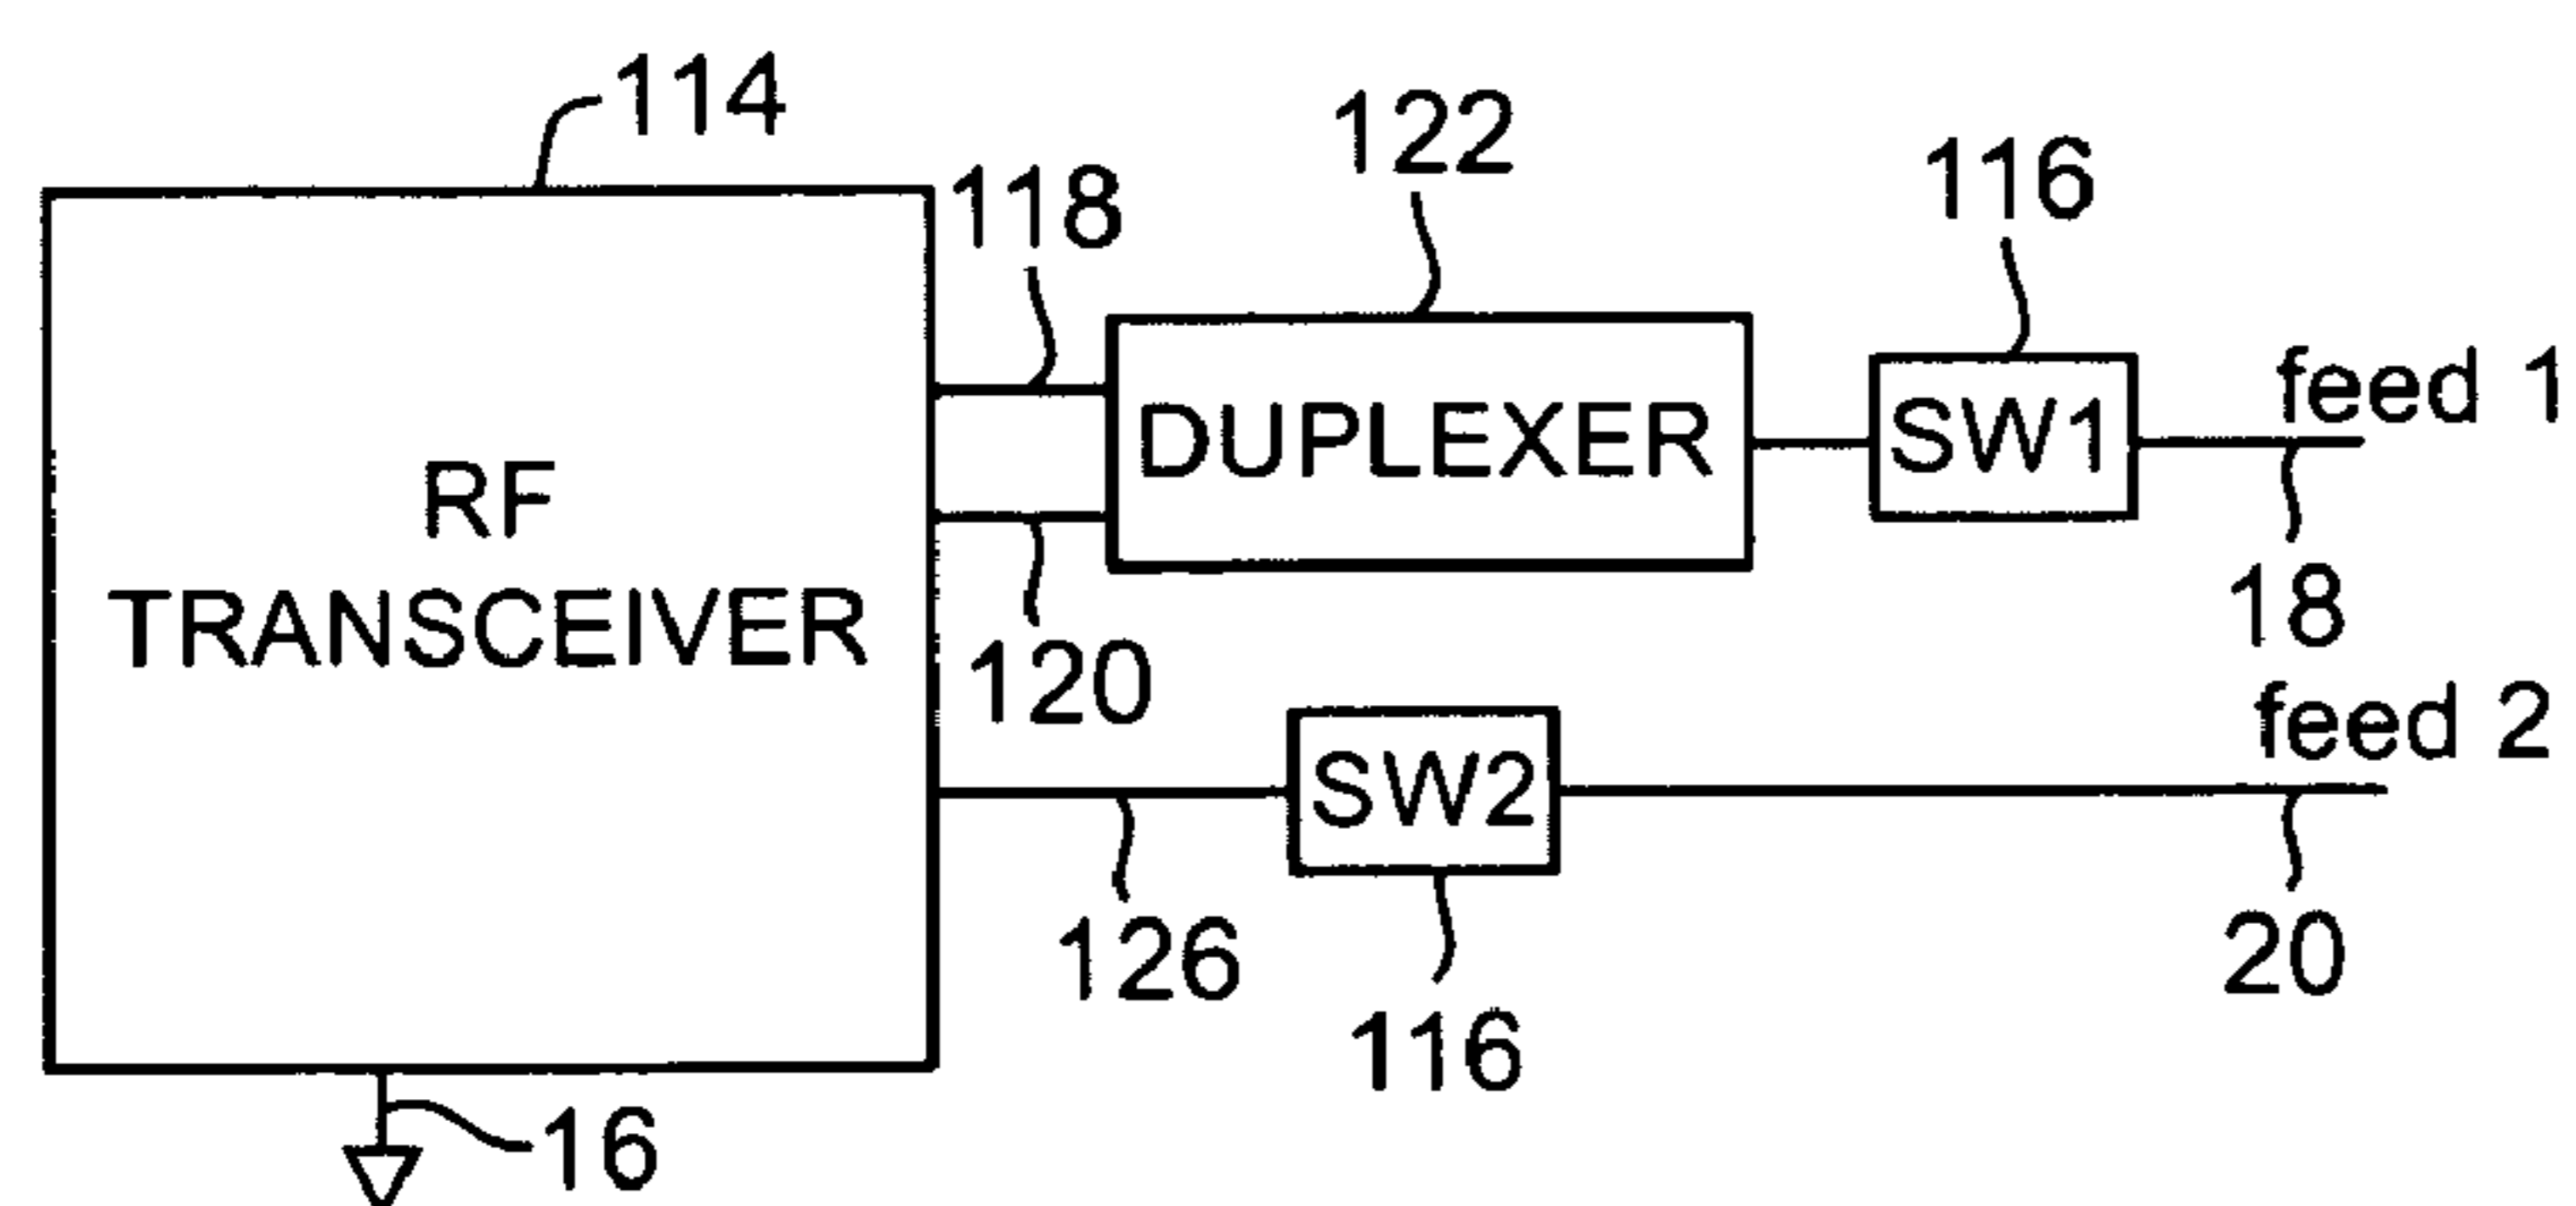 114
118
122
116
feed 1
DUPLEXER
SW1
RF
TRANSCEIVER
18
120
feed 2
SW2
126
20
116
16